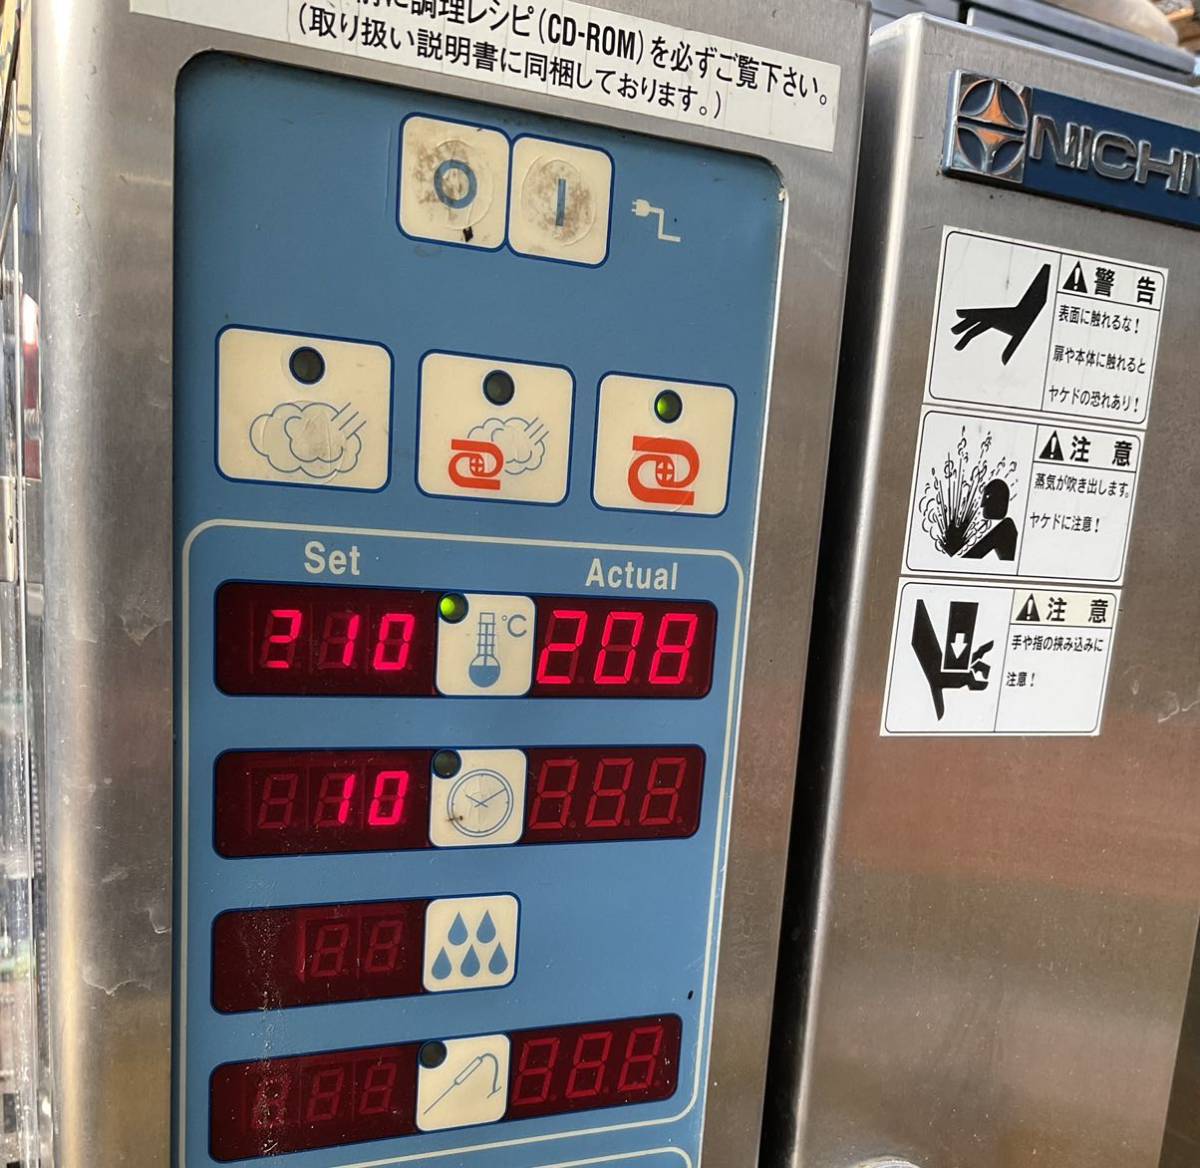 前に調理レシピ(CD-ROM)を必ずご覧下さい。
(取り扱い説明書に同梱しております。)
NICHIW
警告
表面に触れるな!
扉や本体に触れると
ヤケドの恐れあり!
注意
蒸気が吹き出します。
ヤケドに注意!
注意
手や指の挟み込みに
注意!
Set
Actual
210
°C
208
10